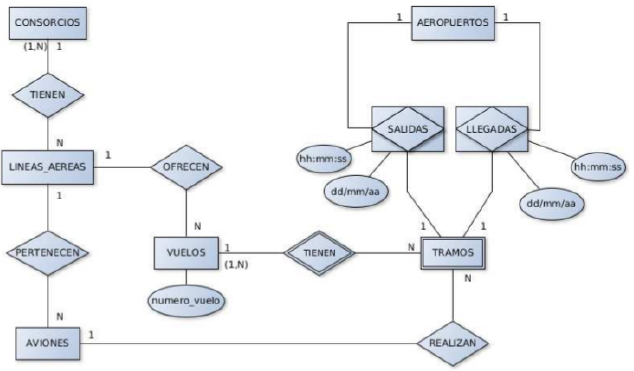 CONSORCIOS
1
AEROPUERTOS
1
(1,N)
1
TIENEN
SALIDAS
LLEGADAS
N
1
hh:mm:ss
hh:mm:ss
LINEAS_AEREAS
OFRECEN
dd/mm/aa
dd/mm/aa
1
N
1
1
PERTENECEN
VUELOS
1
(1,N)
TIENEN
N
TRAMOS
N
numero_vuelo
N
AVIONES
1
REALIZAN